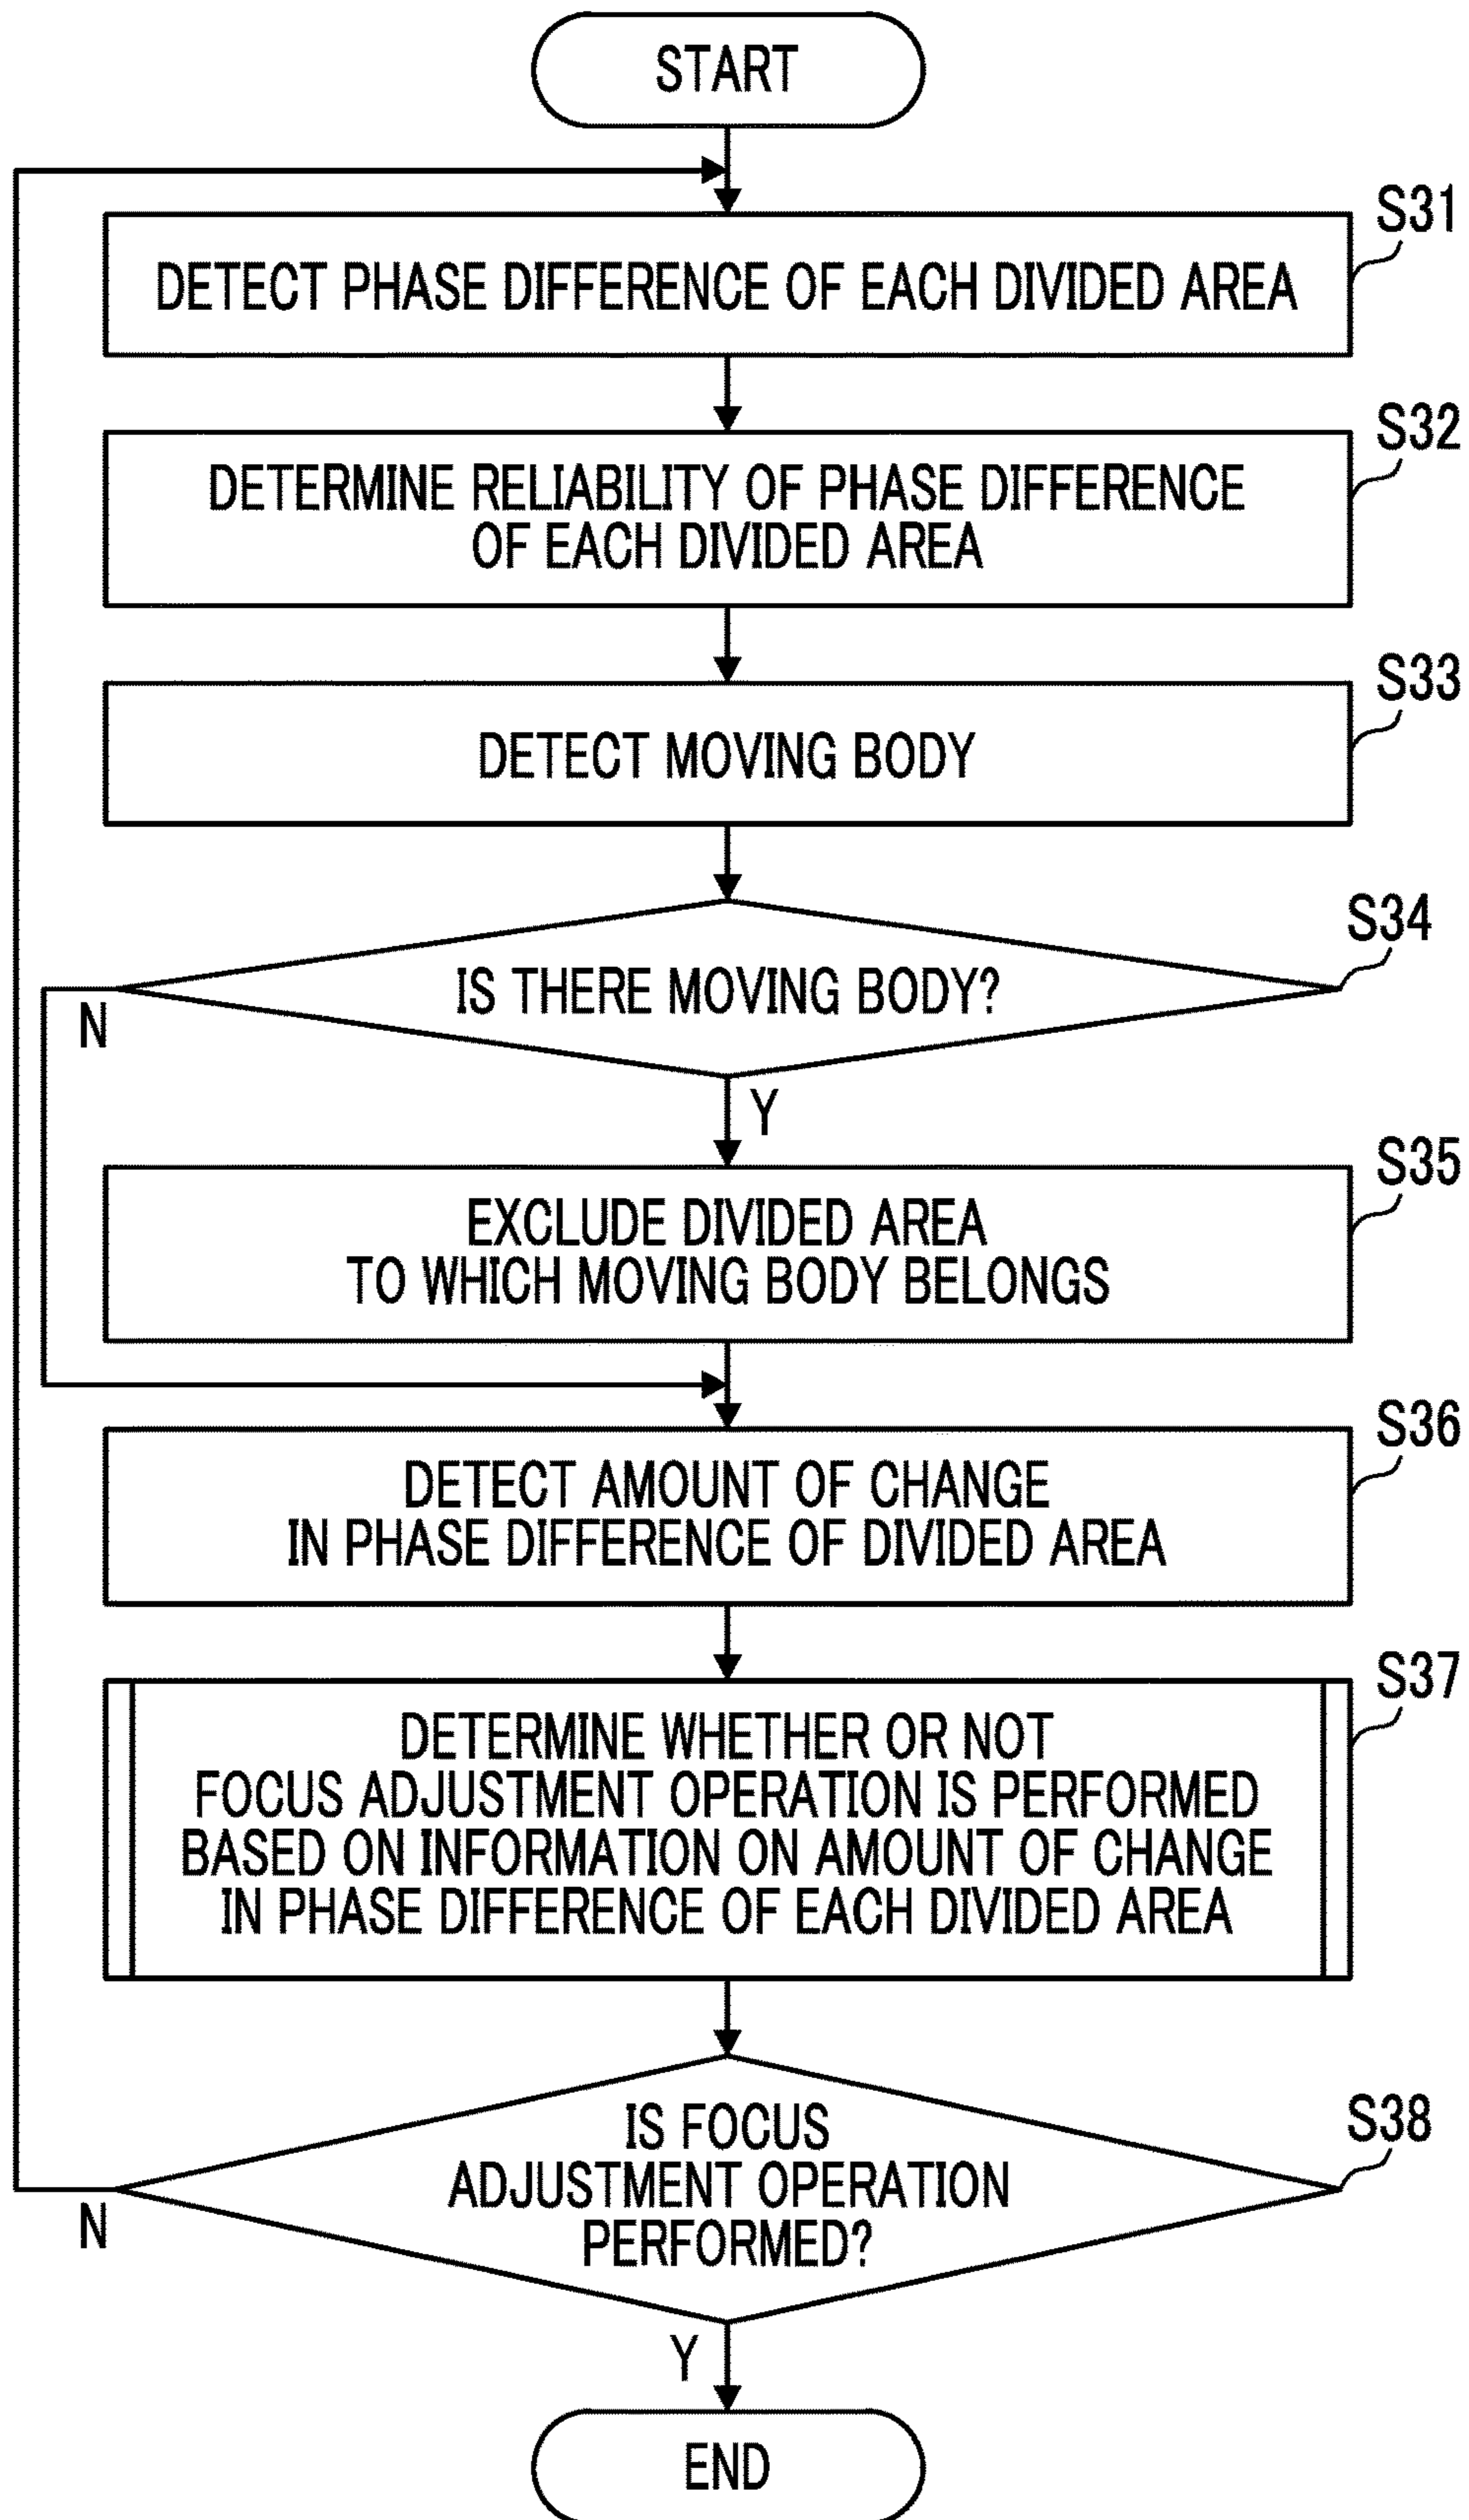 START
S31
DETECT PHASE DIFFERENCE OF EACH DIVIDED AREA
S32
DETERMINE RELIABILITY OF PHASE DIFFERENCE
OF EACH DIVIDED AREA
S33
DETECT MOVING BODY
S34
IS THERE MOVING BODY?
N
Y
S35
EXCLUDE DIVIDED AREA
TO WHICH MOVING BODY BELONGS
S36
DETECT AMOUNT OF CHANGE
IN PHASE DIFFERENCE OF DIVIDED AREA
S37
DETERMINE WHETHER OR NOT
FOCUS ADJUSTMENT OPERATION IS PERFORMED
BASED ON INFORMATION ON AMOUNT OF CHANGE
IN PHASE DIFFERENCE OF EACH DIVIDED AREA
S38
IS FOCUS
ADJUSTMENT OPERATION
PERFORMED?
N
Y
END